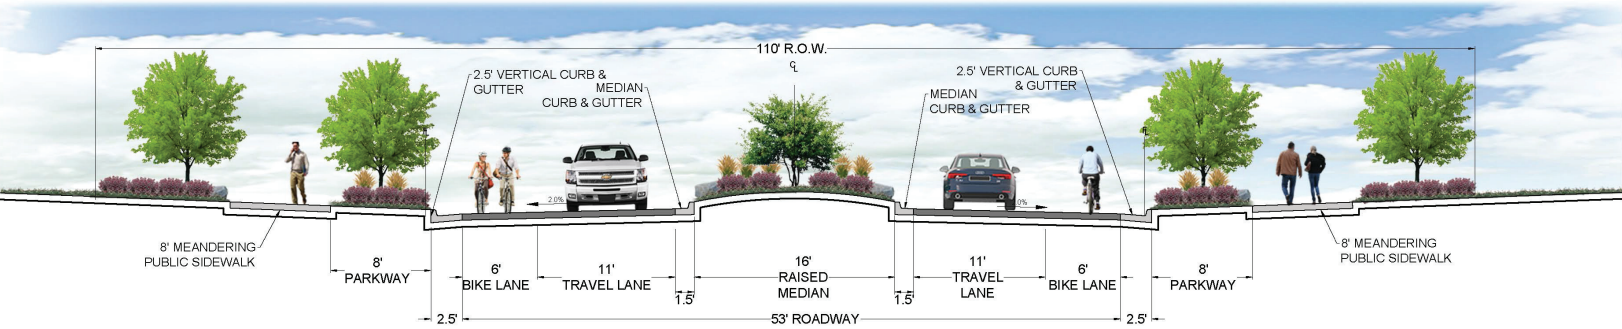 110' R.O.W.
CL
2.5' VERTICAL CURB &
GUTTER
MEDIAN
CURB & GUTTER
MEDIAN
CURB & GUTTER
2.5' VERTICAL CURB
& GUTTER
2.0%
.0%
8' MEANDERING
PUBLIC SIDEWALK
8'
PARKWAY
6'
BIKE LANE
11'
TRAVEL LANE
1.5'
16'
RAISED
MEDIAN
1.5'
11'
TRAVEL
LANE
6'
BIKE LANE
8'
PARKWAY
8' MEANDERING
PUBLIC SIDEWALK
2.5'
53' ROADWAY
2.5'